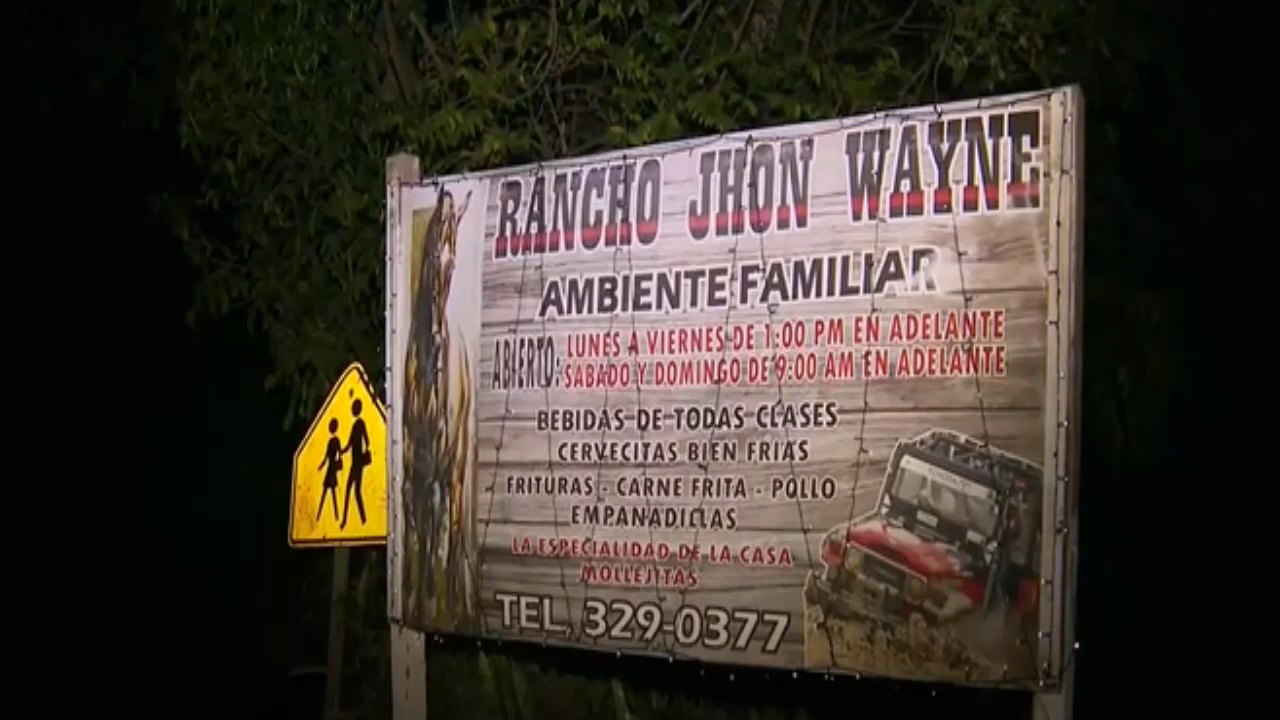 RANCHO JHON WAYNE
AMBIENTE FAMILIAR
ABIERTO: LUNES A VIERNES DE 1:00 PM EN ADELANTE
SABADO Y DOMINGO DE 9:00 AM EN ADELANTE
BEBIDAS DE TODAS CLASES
CERVECITAS BIEN FRIAS
FRITURAS - CARNE FRITA - POLLO
EMPANADILLAS
LA ESPECIALIDAD DE LA CASA
MOLLEJITAS
TEL. 329-0377